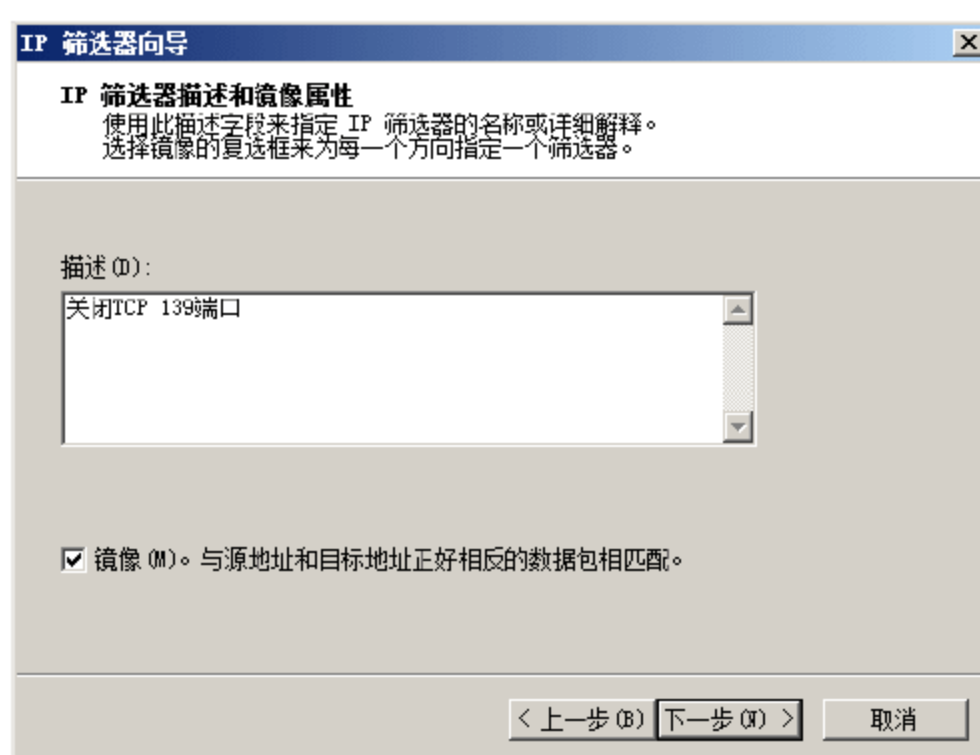 IP 筛选器向导
IP 筛选器描述和镜像属性
使用此描述字段来指定 IP 筛选器的名称或详细解释。
选择镜像的复选框来为每一个方向指定一个筛选器。
描述(D):
关闭TCP 139端口
镜像(M)。与源地址和目标地址正好相反的数据包相匹配。
< 上一步(B) 下一步(N) > 取消